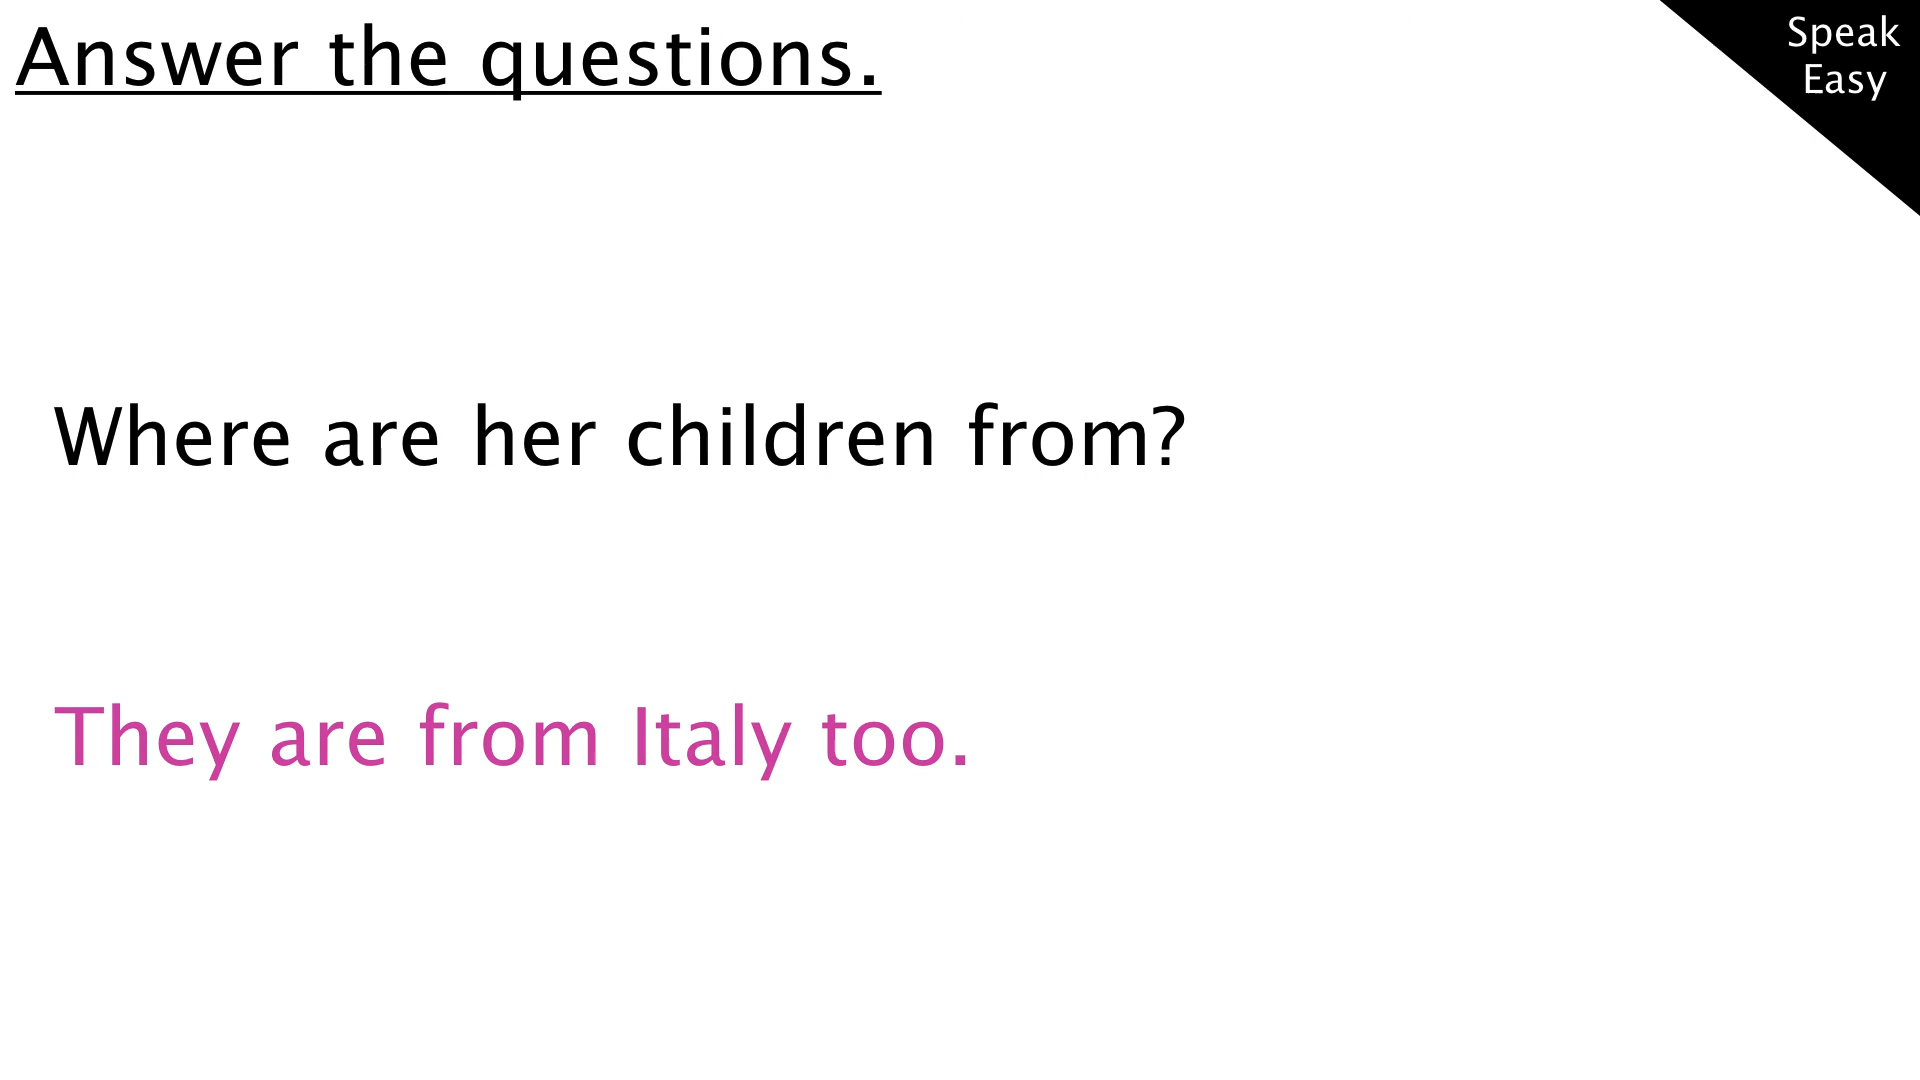 Answer the questions.
Speak
Easy
Where are her children from?
They are from Italy too.